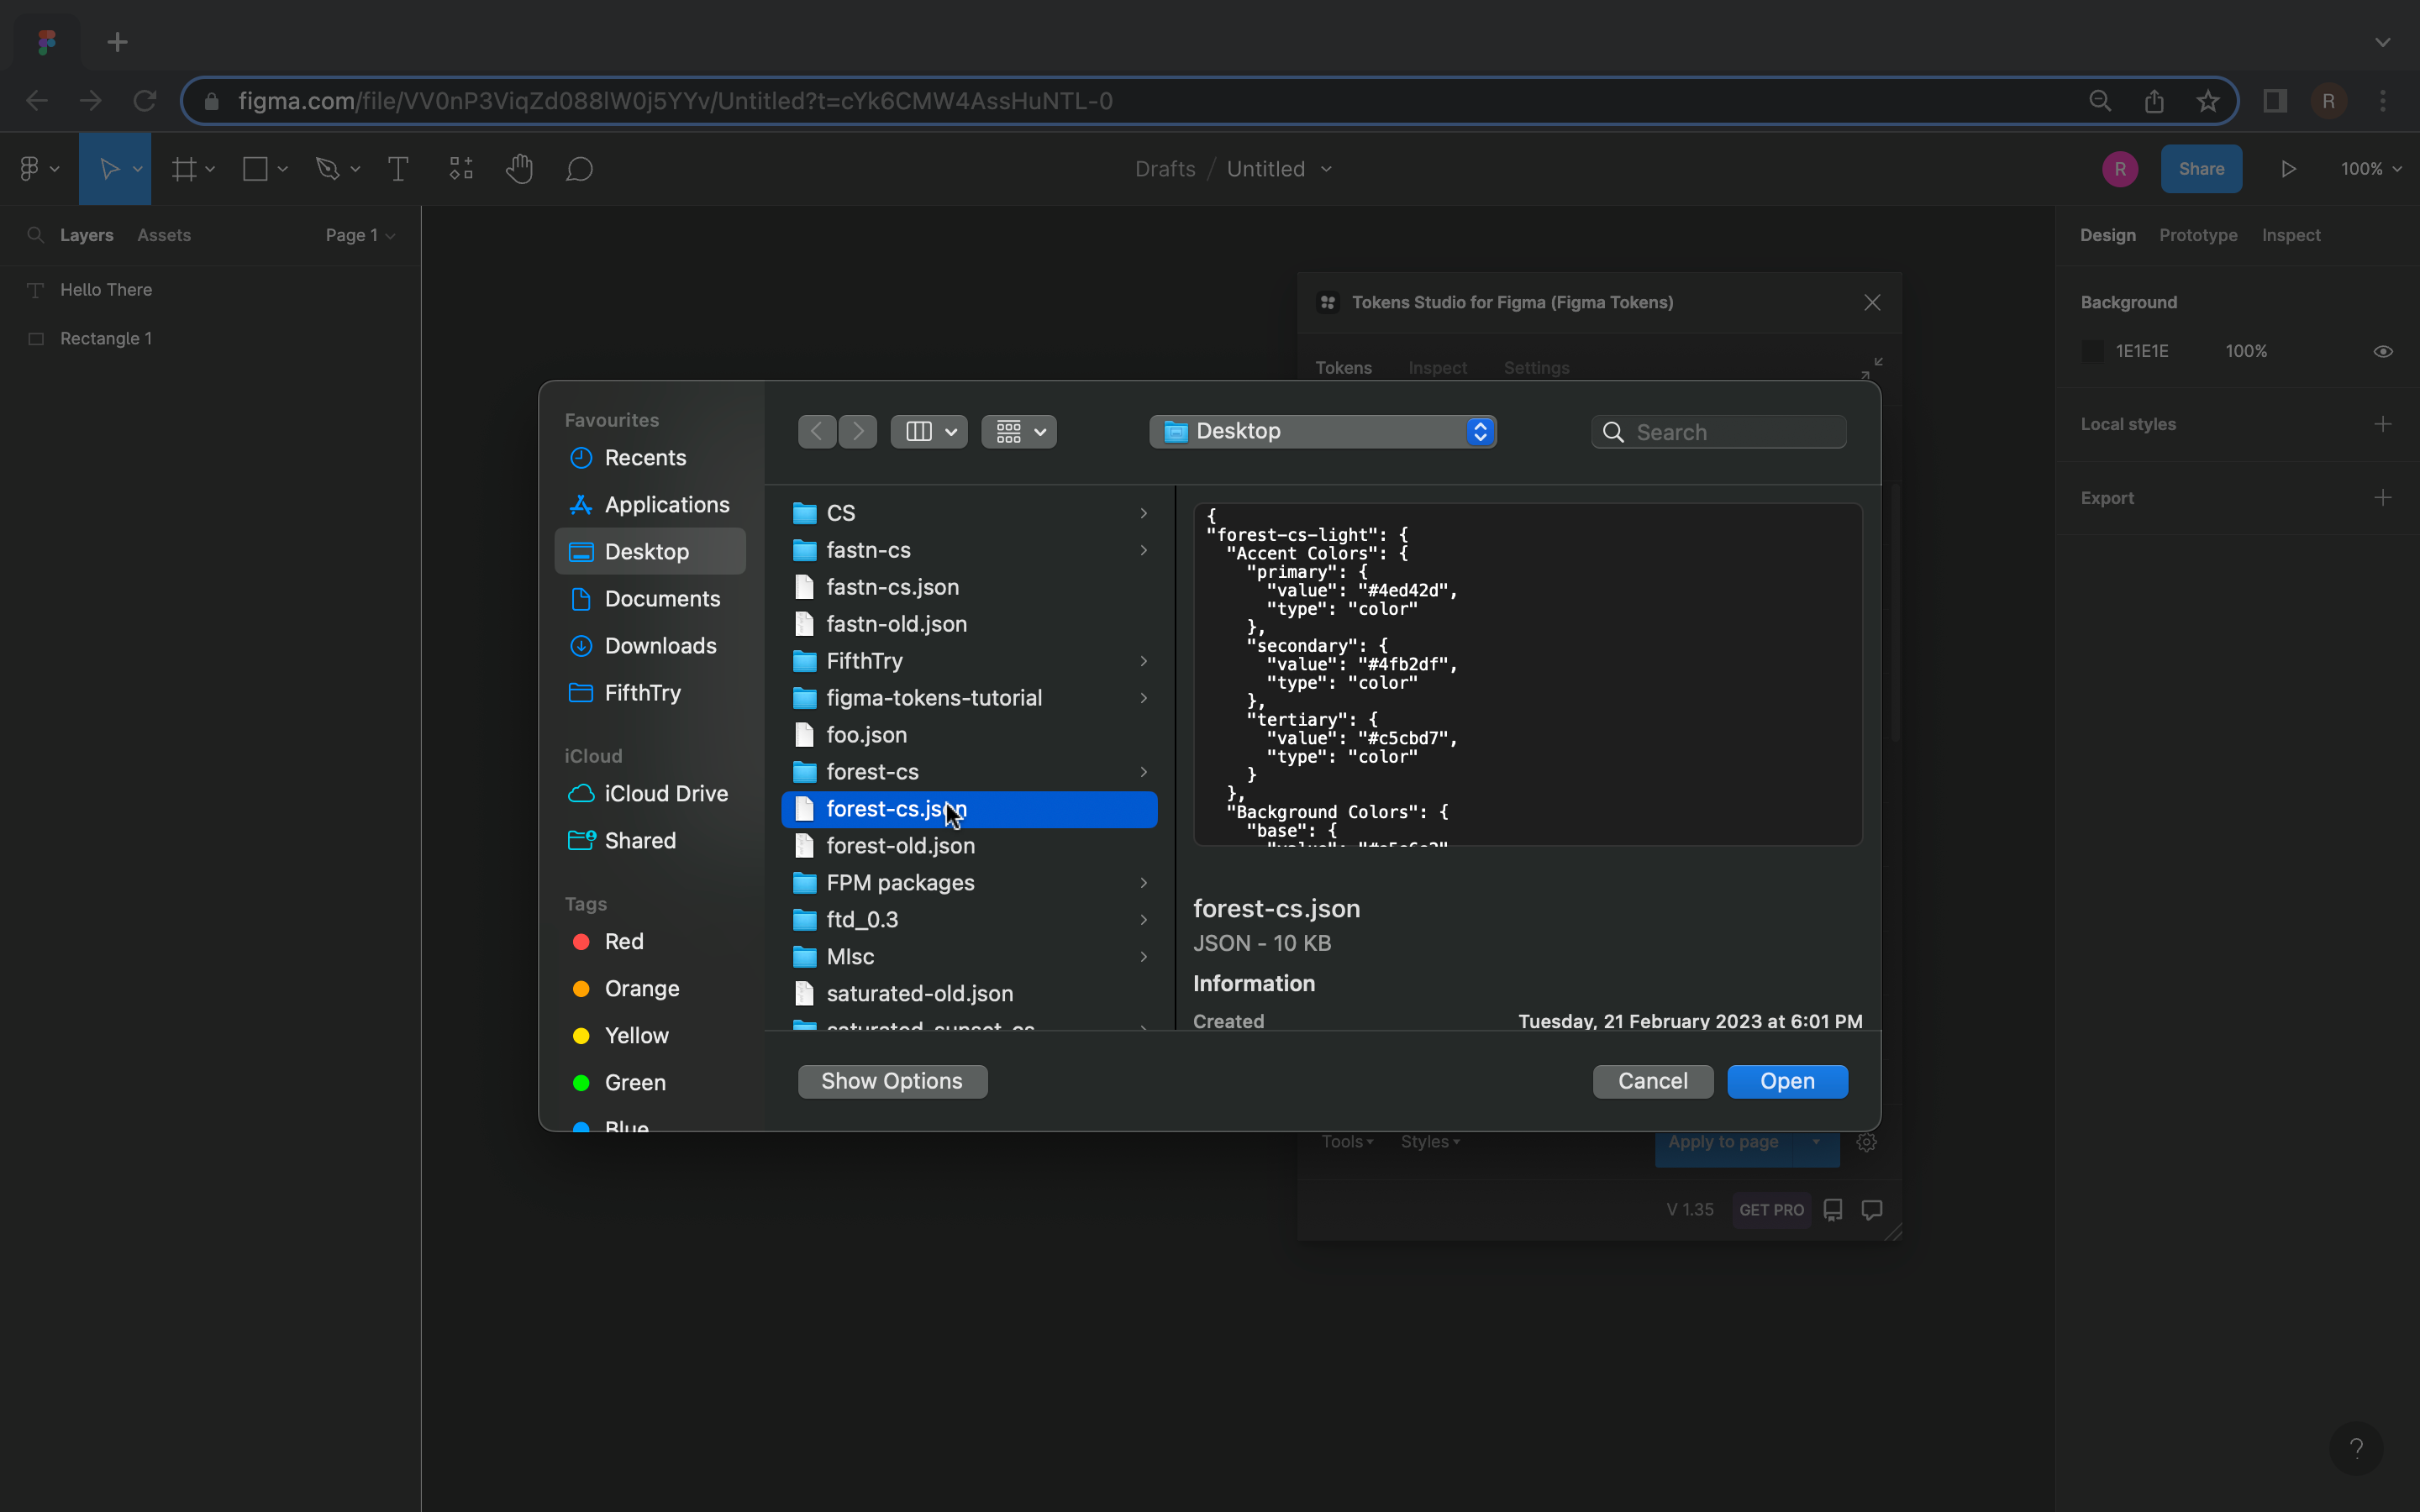 figma.com/file/VV0nP3ViqZd088lW0j5YYv/Untitled?t=cYk6CMW4AssHuNTL-0
R
Drafts / Untitled
R
Share
100%
Layers
Assets
Page 1
Design
Prototype
Inspect
Hello There
Rectangle 1
Background
1E1E1E
100%
Local styles
Export
Tokens Studio for Figma (Figma Tokens)
Tokens
Inspect
Settings
Favourites
Recents
Applications
Desktop
Documents
Downloads
FifthTry
iCloud
iCloud Drive
Shared
Tags
Red
Orange
Yellow
Green
Blue
Desktop
Search
CS
fastn-cs
fastn-cs.json
fastn-old.json
FifthTry
figma-tokens-tutorial
foo.json
forest-cs
forest-cs.json
forest-old.json
FPM packages
ftd_0.3
MIsc
saturated-old.json
{
"forest-cs-light": {
"Accent Colors": {
"primary": {
"value": "#4ed42d",
"type": "color"
},
"secondary": {
"value": "#4fb2df",
"type": "color"
},
"tertiary": {
"value": "#c5cbd7",
"type": "color"
}
},
"Background Colors": {
"base": {
forest-cs.json
JSON - 10 KB
Information
Created
Tuesday, 21 February 2023 at 6:01 PM
Show Options
Cancel
Open
Tools
Styles
Apply to page
V 1.35
GET PRO
?